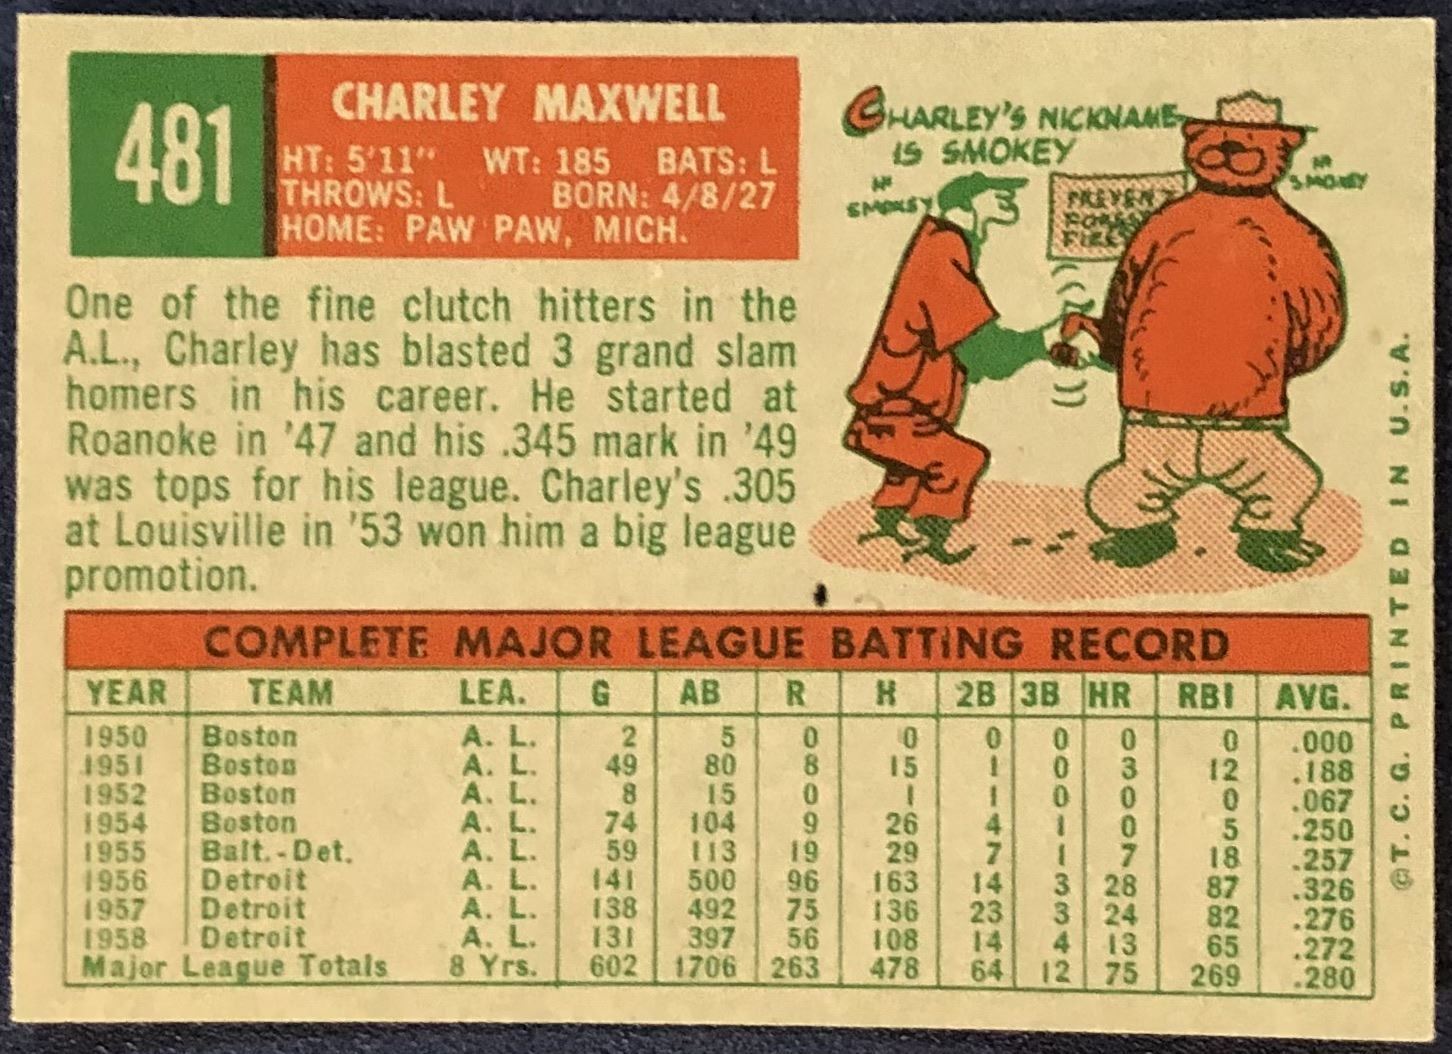 481
CHARLEY MAXWELL
HT: 5'11" WT: 185 BATS: L
THROWS: L BORN: 4/8/27
HOME: PAW PAW, MICH.
One of the fine clutch hitters in the
A.L., Charley has blasted 3 grand slam
homers in his career. He started at
Roanoke in '47 and his .345 mark in '49
was tops for his league. Charley's .305
at Louisville in '53 won him a big league
promotion.
CHARLEY'S NICKNAME
IS SMOKEY
HI
SMOKEY
PREVENT
FOREST
FIRES
HI
SMOKEY
COMPLETE MAJOR LEAGUE BATTING RECORD
YEAR TEAM LEA. G AB R H 2B 3B HR RBI AVG.
1950 Boston A. L. 2 5 0 0 0 0 0 0 .000
1951 Boston A. L. 49 80 8 15 1 0 3 12 .188
1952 Boston A. L. 8 15 0 1 1 0 0 0 .067
1954 Boston A. L. 74 104 9 26 4 1 0 5 .250
1955 Balt.-Det. A. L. 59 113 19 29 7 1 7 18 .257
1956 Detroit A. L. 141 500 96 163 14 3 28 87 .326
1957 Detroit A. L. 138 492 75 136 23 3 24 82 .276
1958 Detroit A. L. 131 397 56 108 14 4 13 65 .272
Major League Totals 8 Yrs. 602 1706 263 478 64 12 75 269 .280
©T.C.G. PRINTED IN U.S.A.